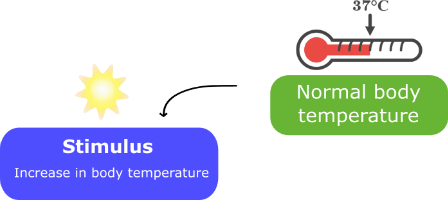 37°C
Normal body
temperature
Stimulus
Increase in body temperature